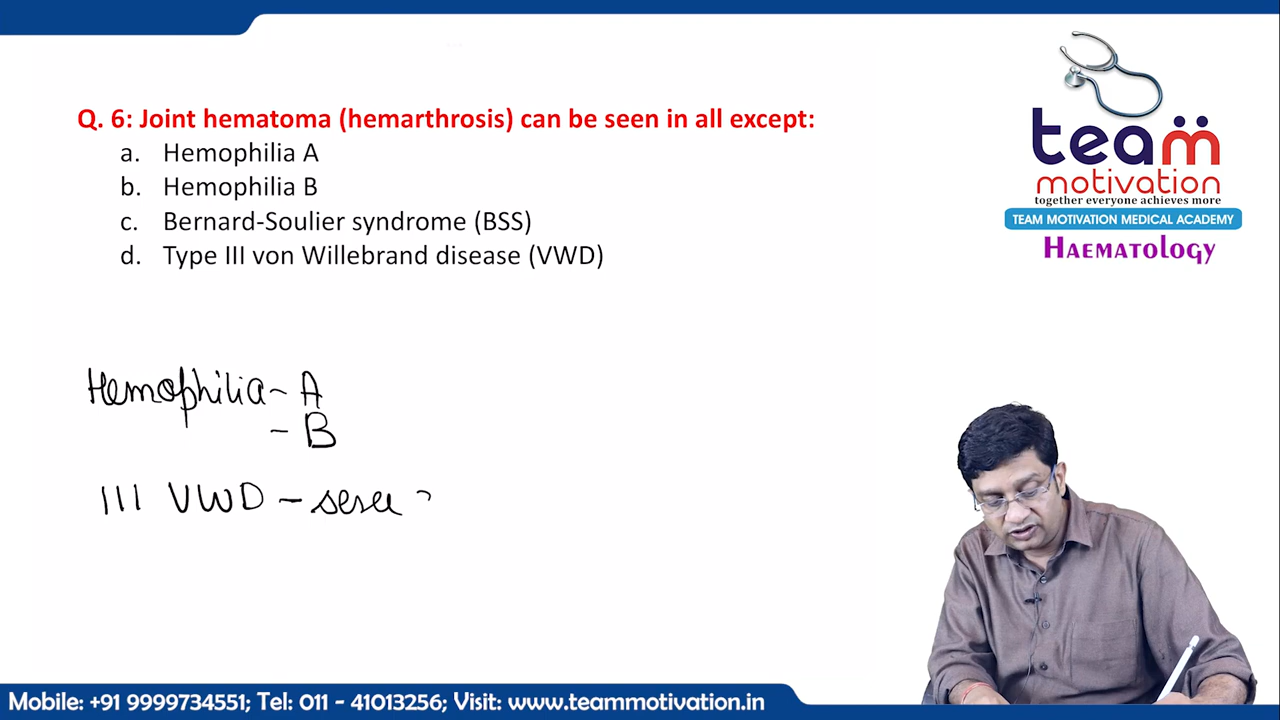 Q. 6: Joint hematoma (hemarthrosis) can be seen in all except:
a. Hemophilia A
b. Hemophilia B
c. Bernard-Soulier syndrome (BSS)
d. Type III von Willebrand disease (VWD)
team
motivation
together everyone achieves more
TEAM MOTIVATION MEDICAL ACADEMY
HAEMATOLOGY
Hemophilia - A
- B
III VWD -
Mobile: +91 9999734551; Tel: 011 - 41013256; Visit: www.teammotivation.in